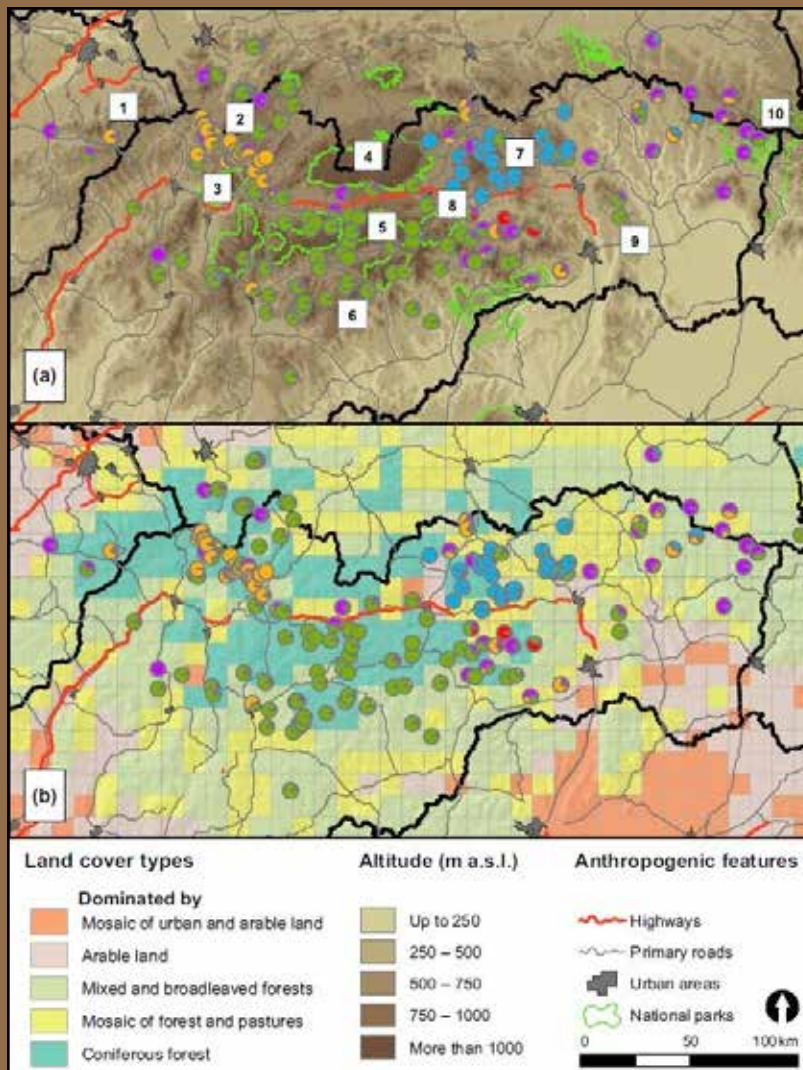 1
2
10
4
7
3
8
5
9
6
(a)
(b)
Land cover types
Dominated by
Mosaic of urban and arable land
Arable land
Mixed and broadleaved forests
Mosaic of forest and pastures
Coniferous forest
Altitude (m a.s.l.)
Up to 250
250 – 500
500 – 750
750 – 1000
More than 1000
Anthropogenic features
Highways
Primary roads
Urban areas
National parks
0 50 100 km